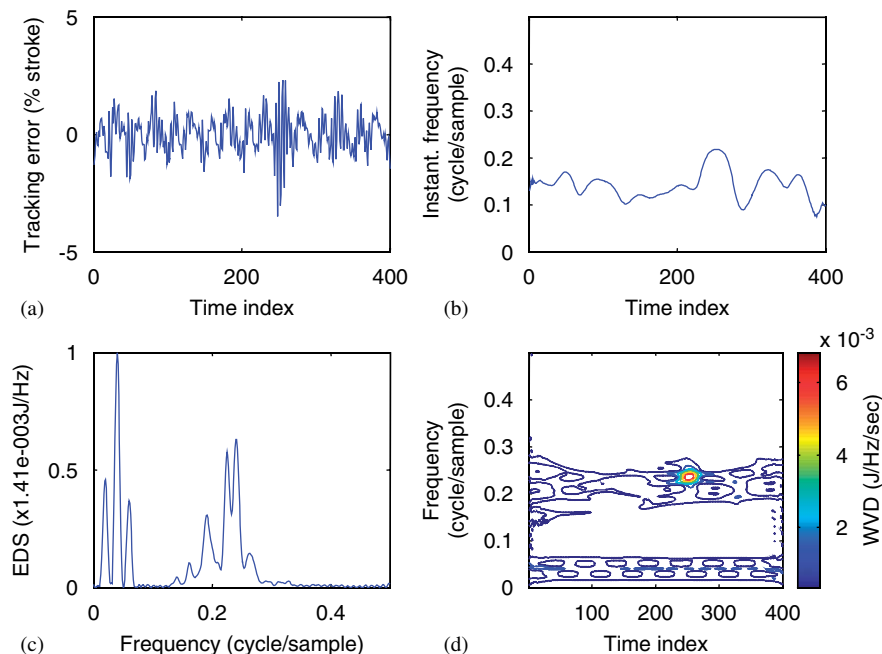 5
0
-5
0
200
400
Tracking error (% stroke)
Time index
(a)
0.4
0.3
0.2
0.1
0
0
200
400
Instant. frequency
(cycle/sample)
Time index
(b)
1
0.5
0
0
0.2
0.4
EDS (x1.41e-003J/Hz)
Frequency (cycle/sample)
(c)
0.4
0.3
0.2
0.1
0
100
200
300
400
Frequency
(cycle/sample)
Time index
(d)
x 10⁻³
6
4
2
WVD (J/Hz/sec)